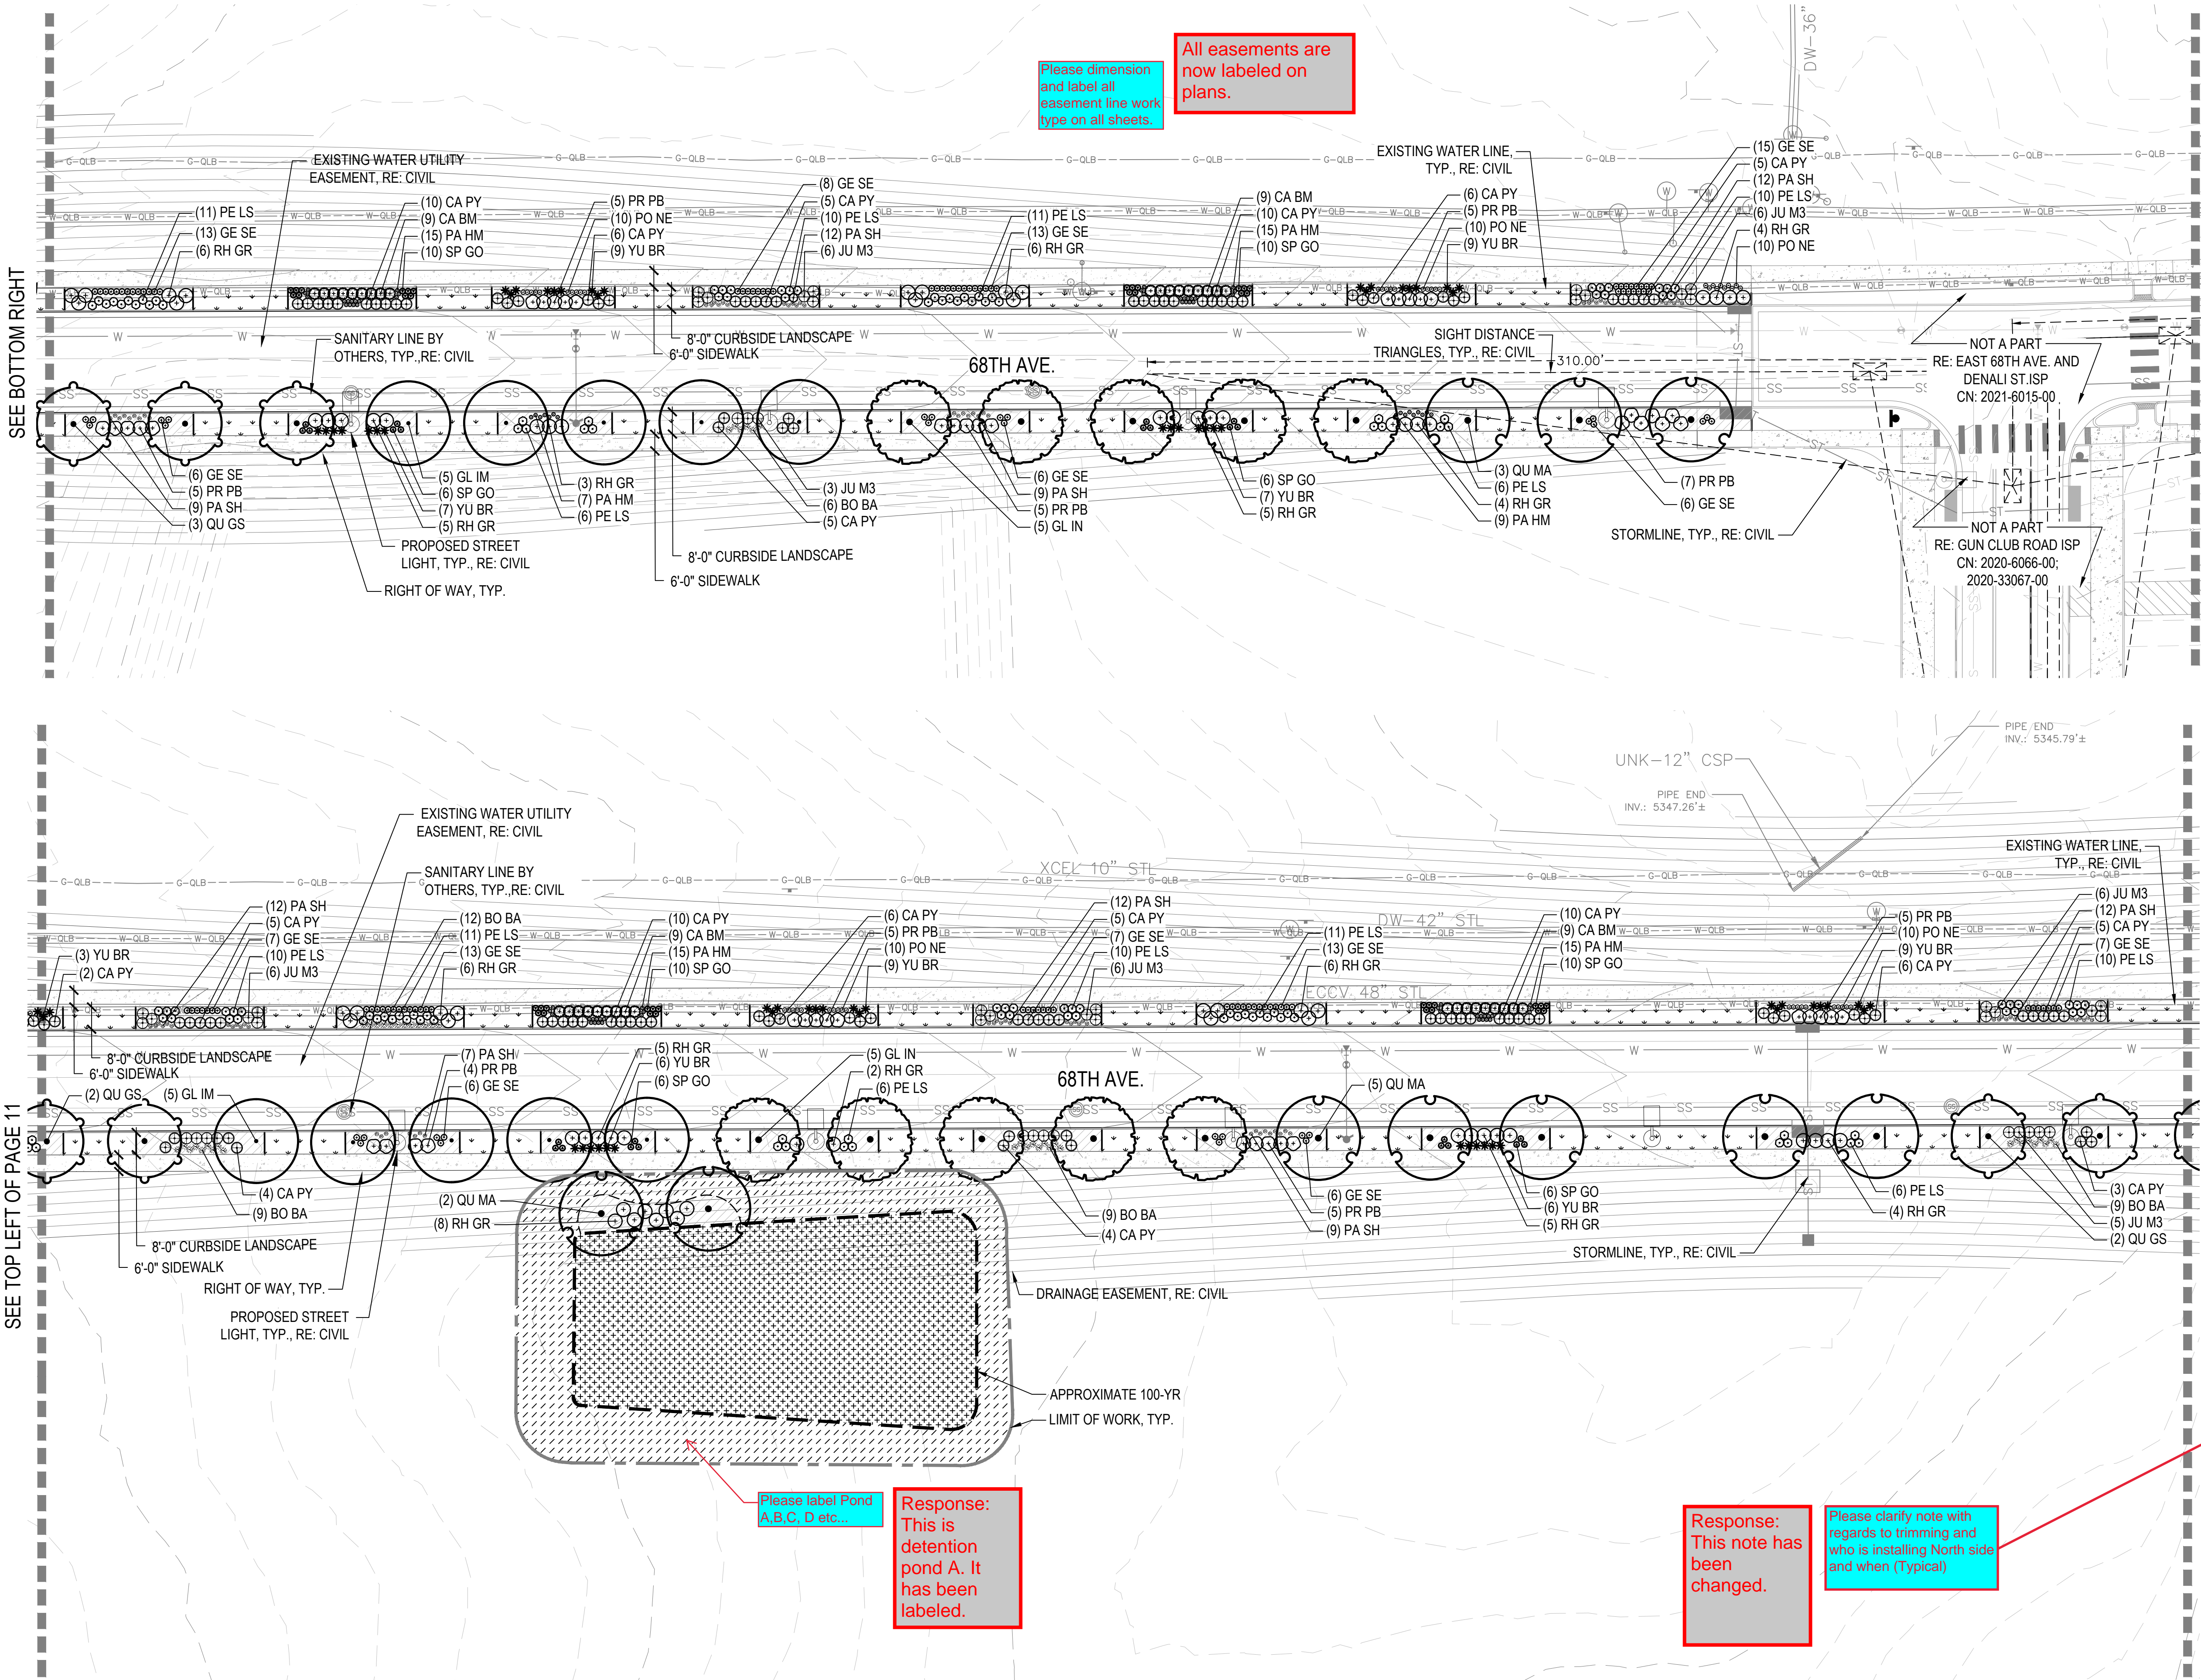 DW-36"
Please dimension
and label all
easement line work
type on all sheets.
All easements are
now labeled on
plans.
SEE BOTTOM RIGHT
EXISTING WATER UTILITY
EASEMENT, RE: CIVIL
(11) PE LS
(13) GE SE
(6) RH GR
(10) CA PY
(9) CA BM
(15) PA HM
(10) SP GO
(5) PR PB
(10) PO NE
(6) CA PY
(9) YU BR
(8) GE SE
(5) CA PY
(10) PE LS
(12) PA SH
(6) JU M3
(11) PE LS
(13) GE SE
(6) RH GR
(9) CA BM
(10) CA PY
(15) PA HM
(10) SP GO
EXISTING WATER LINE,
TYP., RE: CIVIL
(6) CA PY
(5) PR PB
(10) PO NE
(9) YU BR
(15) GE SE
(5) CA PY
(12) PA SH
(10) PE LS
(6) JU M3
(4) RH GR
(10) PO NE
SANITARY LINE BY
OTHERS, TYP.,RE: CIVIL
8'-0" CURBSIDE LANDSCAPE
6'-0" SIDEWALK
68TH AVE.
SIGHT DISTANCE
TRIANGLES, TYP., RE: CIVIL
310.00'
NOT A PART
RE: EAST 68TH AVE. AND
DENALI ST.ISP
CN: 2021-6015-00
(6) GE SE
(5) PR PB
(9) PA SH
(3) QU GS
(5) GL IM
(6) SP GO
(7) YU BR
(5) RH GR
(3) RH GR
(7) PA HM
(6) PE LS
(3) JU M3
(6) BO BA
(5) CA PY
(6) GE SE
(9) PA SH
(5) PR PB
(5) GL IN
(6) SP GO
(7) YU BR
(5) RH GR
(3) QU MA
(6) PE LS
(4) RH GR
(9) PA HM
(7) PR PB
(6) GE SE
STORMLINE, TYP., RE: CIVIL
NOT A PART
RE: GUN CLUB ROAD ISP
CN: 2020-6066-00;
2020-33067-00
PROPOSED STREET
LIGHT, TYP., RE: CIVIL
RIGHT OF WAY, TYP.
8'-0" CURBSIDE LANDSCAPE
6'-0" SIDEWALK
PIPE END
INV.: 5345.79'±
UNK-12" CSP
PIPE END
INV.: 5347.26'±
SEE TOP LEFT OF PAGE 11
EXISTING WATER UTILITY
EASEMENT, RE: CIVIL
SANITARY LINE BY
OTHERS, TYP.,RE: CIVIL
XCEL 10" STL
DW-42" STL
ECCV 48" STL
EXISTING WATER LINE,
TYP., RE: CIVIL
(3) YU BR
(2) CA PY
(12) PA SH
(5) CA PY
(7) GE SE
(10) PE LS
(6) JU M3
(12) BO BA
(11) PE LS
(13) GE SE
(6) RH GR
(10) CA PY
(9) CA BM
(15) PA HM
(10) SP GO
(6) CA PY
(5) PR PB
(10) PO NE
(9) YU BR
(12) PA SH
(5) CA PY
(7) GE SE
(10) PE LS
(6) JU M3
(11) PE LS
(13) GE SE
(6) RH GR
(10) CA PY
(9) CA BM
(15) PA HM
(10) SP GO
(5) PR PB
(10) PO NE
(9) YU BR
(6) CA PY
(6) JU M3
(12) PA SH
(5) CA PY
(7) GE SE
(10) PE LS
8'-0" CURBSIDE LANDSCAPE
6'-0" SIDEWALK
(2) QU GS
(5) GL IM
(7) PA SH
(4) PR PB
(6) GE SE
(5) RH GR
(6) YU BR
(6) SP GO
(5) GL IN
(2) RH GR
(6) PE LS
68TH AVE.
(5) QU MA
(4) CA PY
(9) BO BA
8'-0" CURBSIDE LANDSCAPE
6'-0" SIDEWALK
RIGHT OF WAY, TYP.
PROPOSED STREET
LIGHT, TYP., RE: CIVIL
(2) QU MA
(8) RH GR
(9) BO BA
(4) CA PY
(6) GE SE
(5) PR PB
(9) PA SH
(6) SP GO
(6) YU BR
(5) RH GR
STORMLINE, TYP., RE: CIVIL
(6) PE LS
(4) RH GR
(3) CA PY
(9) BO BA
(5) JU M3
(2) QU GS
DRAINAGE EASEMENT, RE: CIVIL
APPROXIMATE 100-YR
LIMIT OF WORK, TYP.
Please label Pond
A,B,C, D etc...
Response:
This is
detention
pond A. It
has been
labeled.
Response:
This note has
been
changed.
Please clarify note with
regards to trimming and
who is installing North side
and when (Typical)